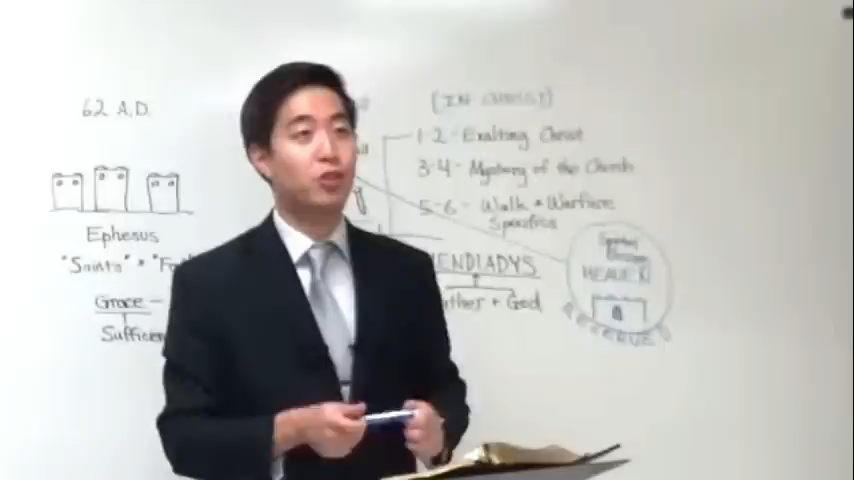 62 A.D.
Ephesus
"Saints" +
Grace -
Sufficien
[IN CHRIST]
1-2- Exalting Christ
3-4- Mystery of the Church
5-6- Walk + Warfare
Specifics
ENDIADYS
ather + God
HEAVEN
RESERVED